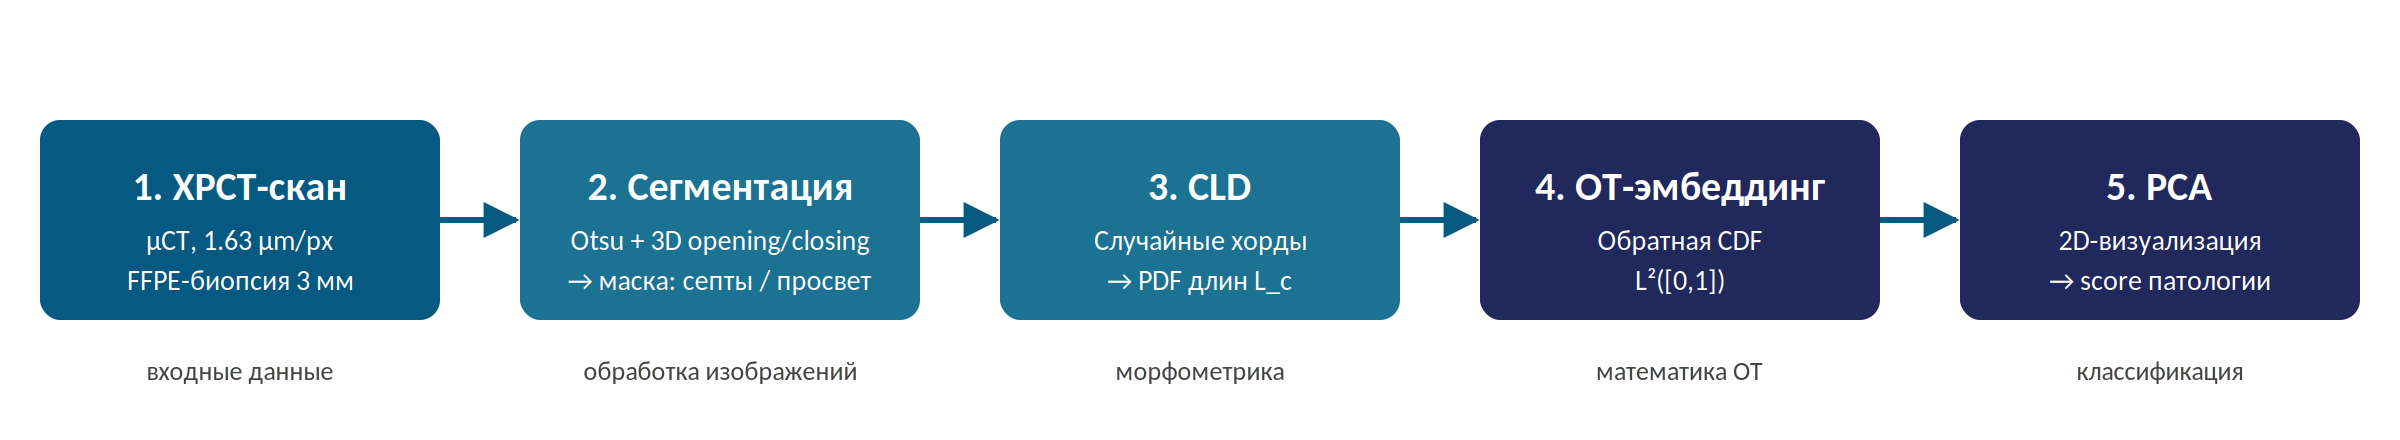 1. ХРСТ-скан
µCT, 1.63 µm/px
FFPE-биопсия 3 мм
входные данные
2. Сегментация
Otsu + 3D opening/closing
→ маска: септы / просвет
обработка изображений
3. CLD
Случайные хорды
→ PDF длин L_c
морфометрика
4. ОТ-эмбеддинг
Обратная CDF
L²([0,1])
математика ОТ
5. PCA
2D-визуализация
→ score патологии
классификация